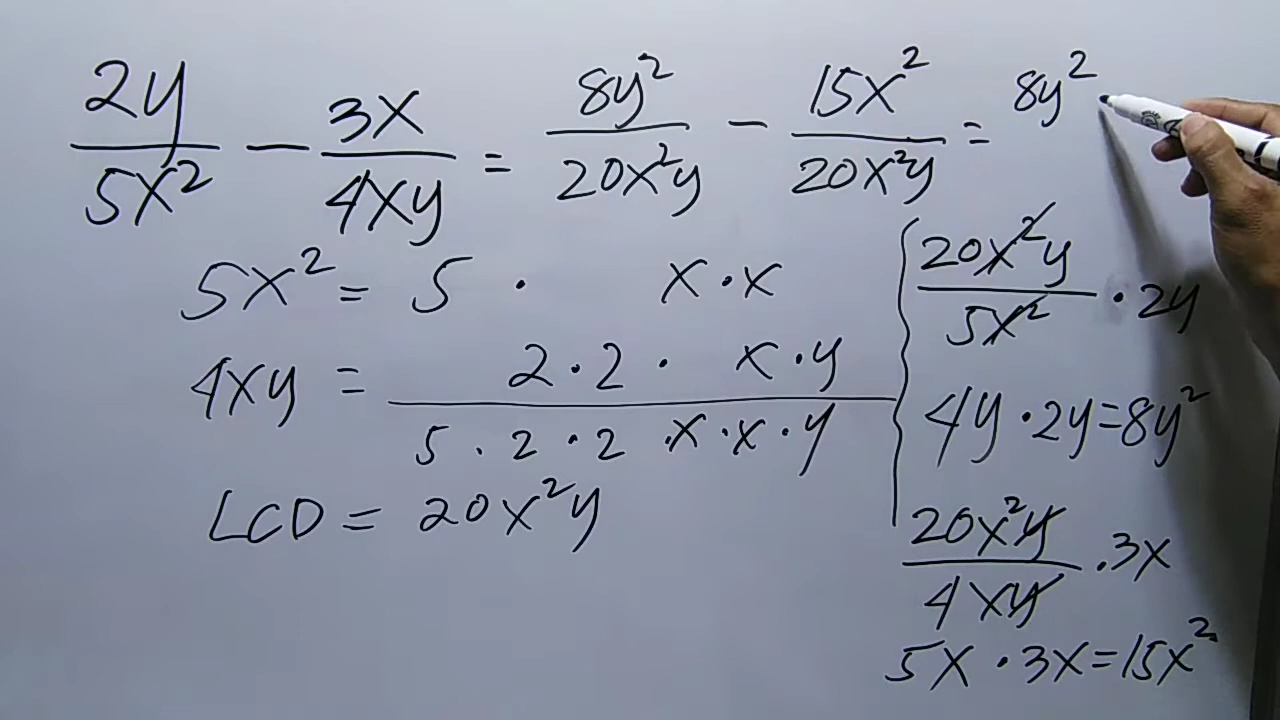 2y/5x² − 3x/4xy = 8y²/20x²y − 15x²/20x²y = 8y²
5x² = 5 · x · x
4xy = 2 · 2 · x · y
5 · 2 · 2 · x · x · y
LCD = 20x²y
20x²y/5x² · 2y
4y · 2y = 8y²
20x²y/4xy · 3x
5x · 3x = 15x²